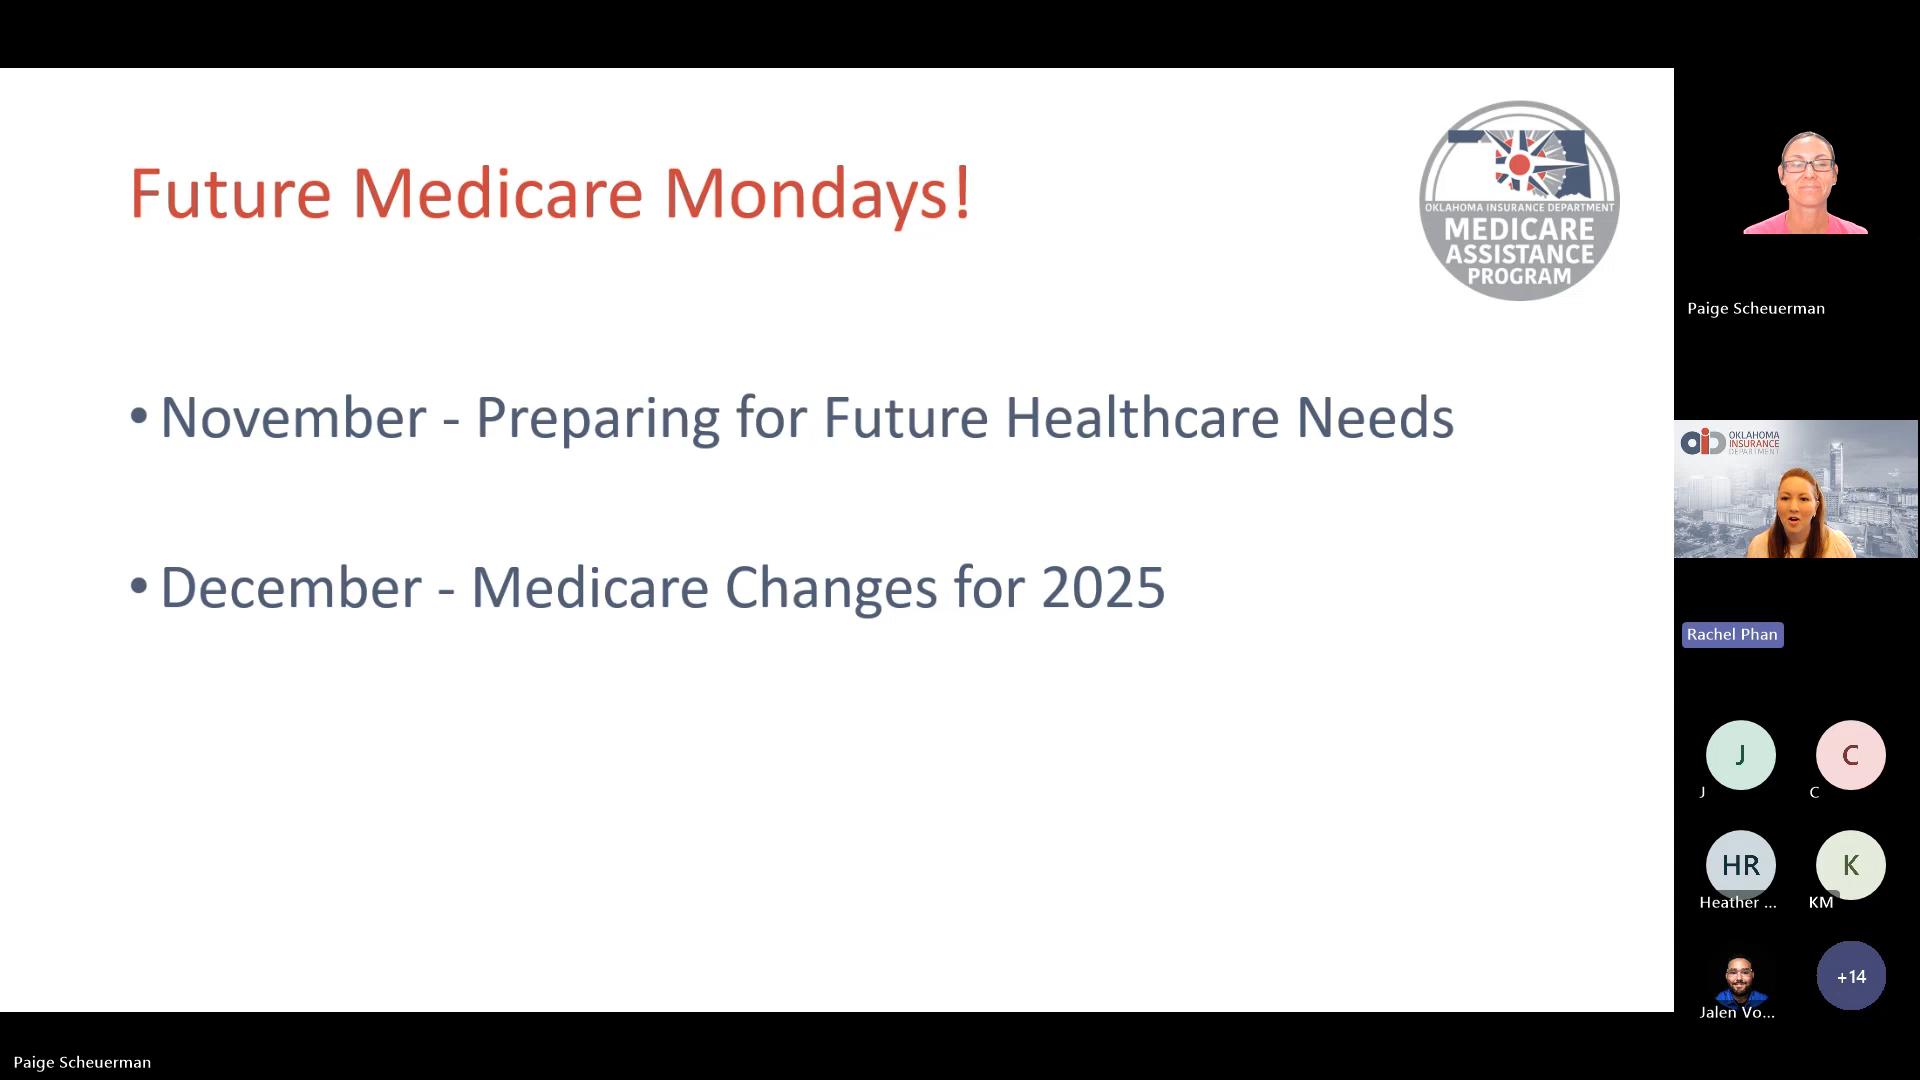 Future Medicare Mondays!
OKLAHOMA INSURANCE DEPARTMENT
MEDICARE
ASSISTANCE
PROGRAM
• November - Preparing for Future Healthcare Needs
• December - Medicare Changes for 2025
Paige Scheuerman
OID
OKLAHOMA
INSURANCE
DEPARTMENT
Rachel Phan
J
C
J
C
HR
K
Heather ...
KM
+14
Jalen Vo...
Paige Scheuerman